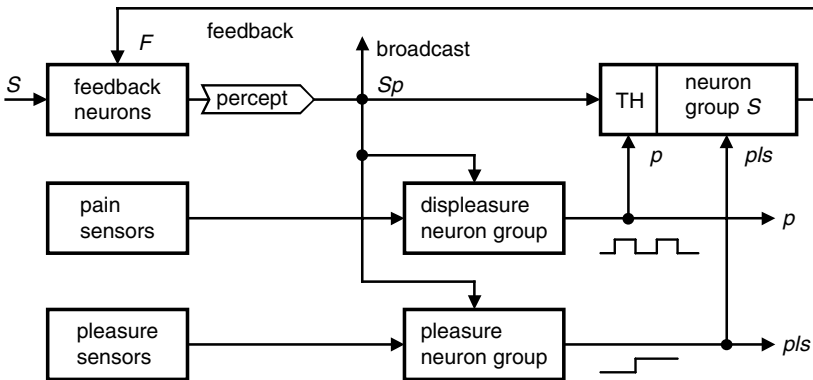 feedback
F
broadcast
S
feedback
neurons
percept
Sp
TH
neuron
group S
p
pls
pain
sensors
displeasure
neuron group
p
pleasure
sensors
pleasure
neuron group
pls